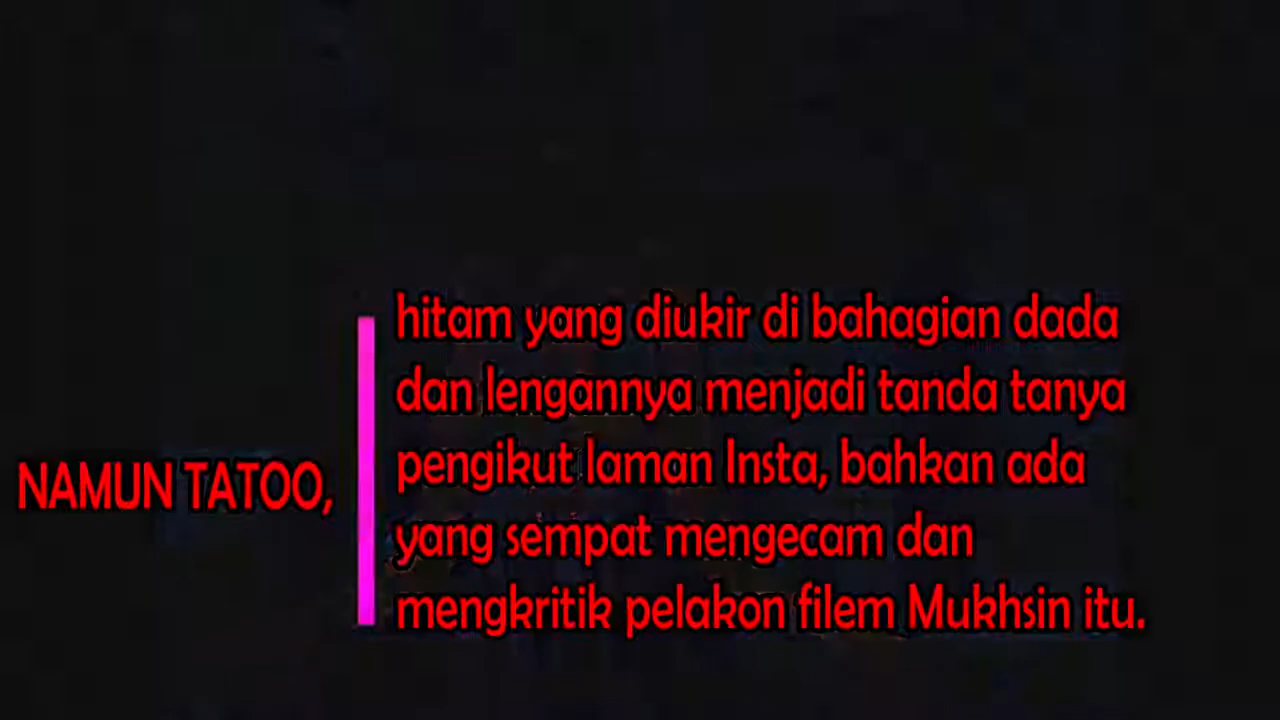 NAMUN TATOO,
hitam yang diukir di bahagian dada
dan lengannya menjadi tanda tanya
pengikut laman Insta, bahkan ada
yang sempat mengecam dan
mengkritik pelakon filem Mukhsin itu.